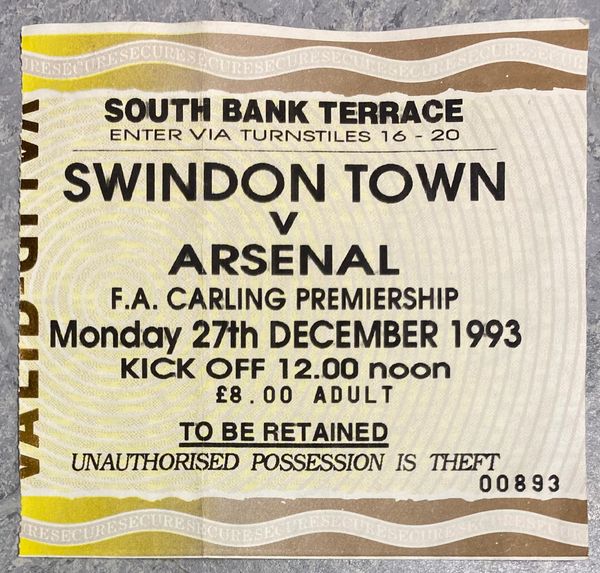 RESECURESECURESECURESECURESECURESECURESECURE
SOUTH BANK TERRACE
ENTER VIA TURNSTILES 16 - 20
SWINDON TOWN
V
ARSENAL
F.A. CARLING PREMIERSHIP
Monday 27th DECEMBER 1993
KICK OFF 12.00 noon
£8.00 ADULT
TO BE RETAINED
UNAUTHORISED POSSESSION IS THEFT
00893